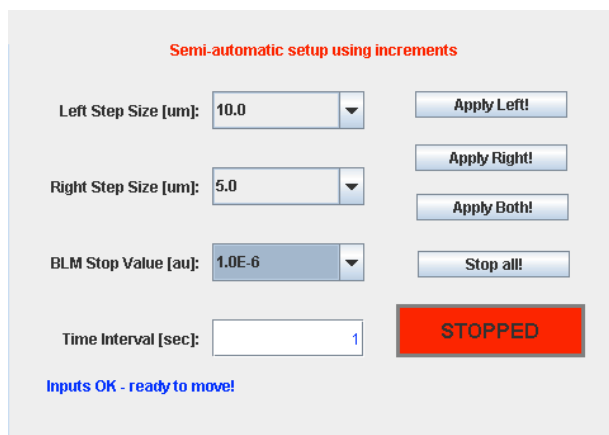 Semi-automatic setup using increments
Left Step Size [um]: 10.0 Apply Left!
Apply Right!
Right Step Size [um]: 5.0
Apply Both!
BLM Stop Value [au]: 1.0E-6 Stop all!
Time Interval [sec]: 1 STOPPED
Inputs OK - ready to move!